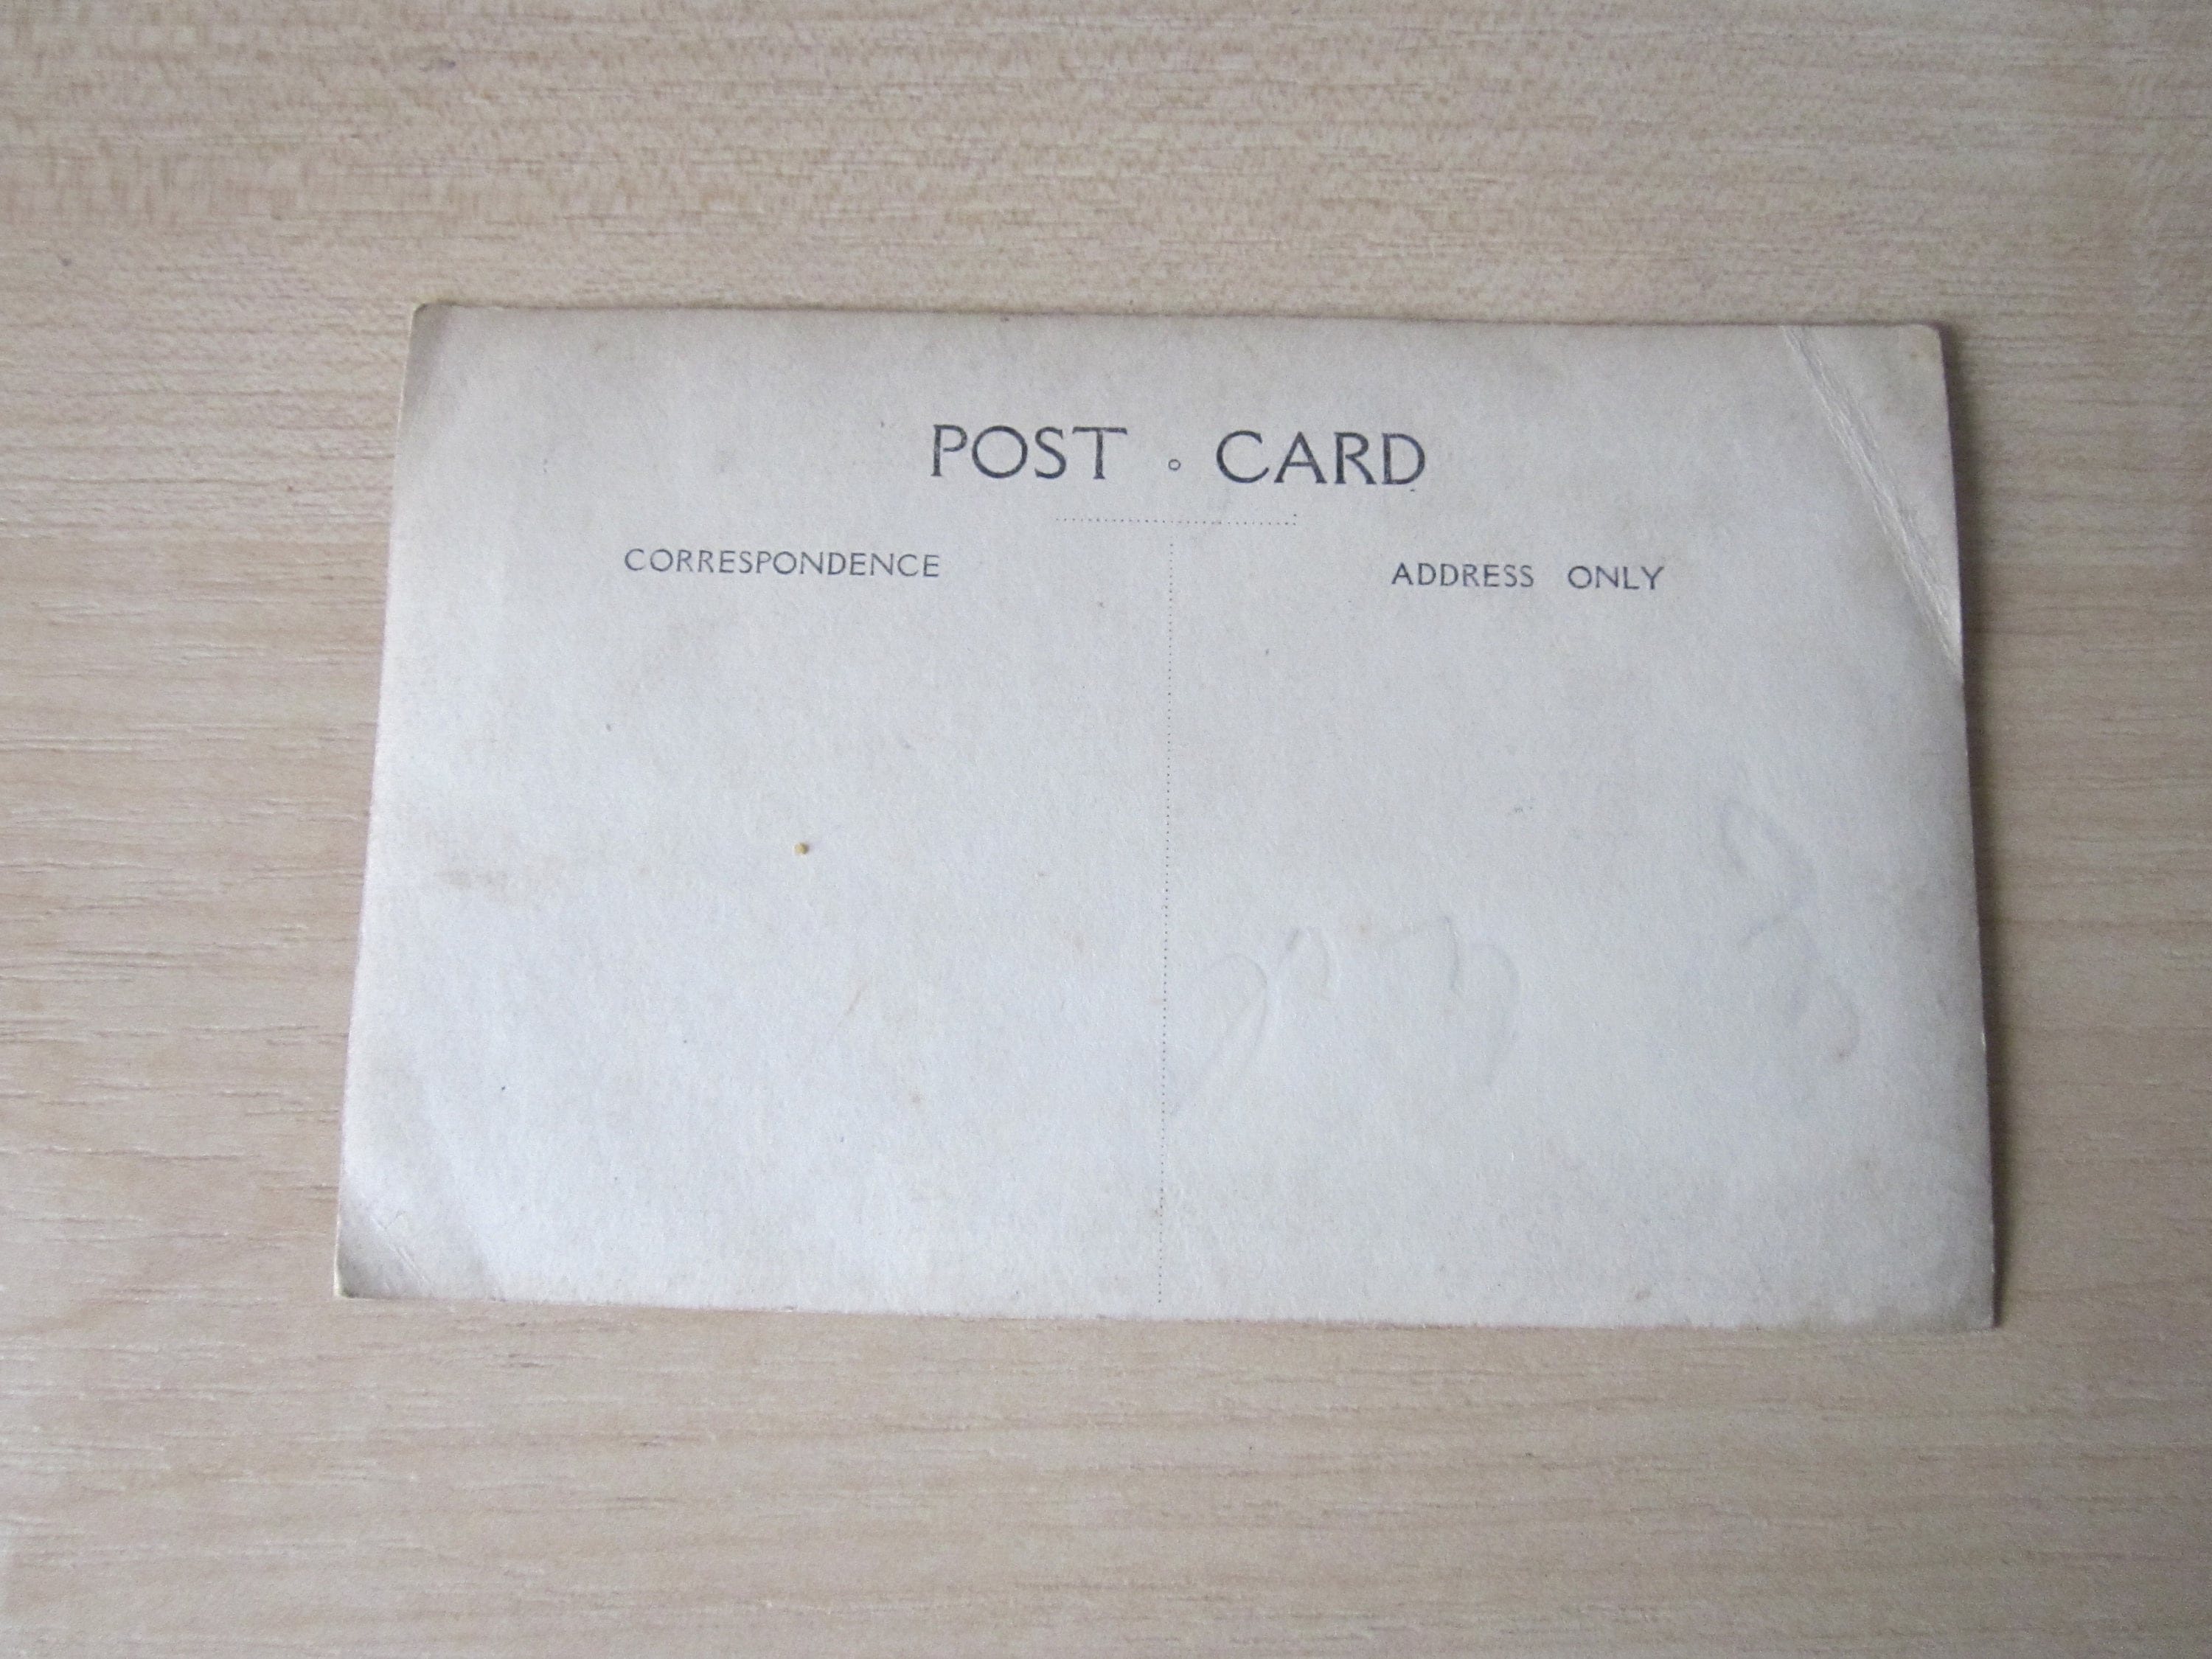 POST ◦ CARD
CORRESPONDENCE
ADDRESS ONLY